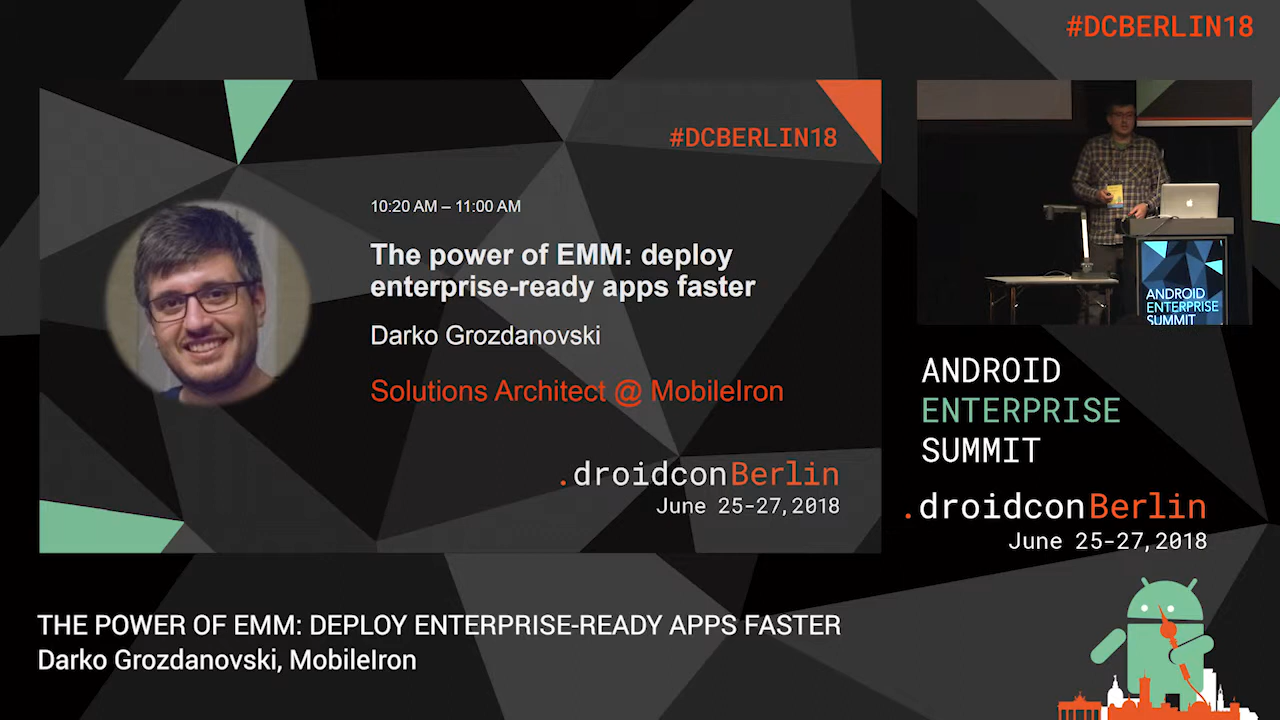 #DCBERLIN18
#DCBERLIN18
10:20 AM – 11:00 AM
The power of EMM: deploy
enterprise-ready apps faster
Darko Grozdanovski
Solutions Architect @ MobileIron
.droidconBerlin
June 25-27, 2018
ANDROID
ENTERPRISE
SUMMIT
ANDROID
ENTERPRISE
SUMMIT
.droidconBerlin
June 25-27, 2018
THE POWER OF EMM: DEPLOY ENTERPRISE-READY APPS FASTER
Darko Grozdanovski, MobileIron